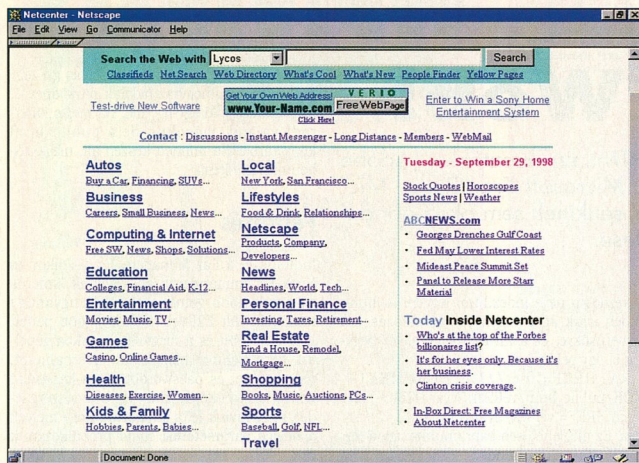 Netcenter - Netscape
File Edit View Go Communicator Help
Search the Web with Lycos Search
Classifieds Net Search Web Directory What's Cool What's New People Finder Yellow Pages
Test-drive New Software
Get Your Own Web Address! VERIO
www.Your-Name.com Free Web Page
Click Here!
Enter to Win a Sony Home
Entertainment System
Contact : Discussions - Instant Messenger - Long Distance - Members - WebMail
Autos
Buy a Car, Financing, SUVs...
Business
Careers, Small Business, News...
Computing & Internet
Free SW, News, Shops, Solutions...
Education
Colleges, Financial Aid, K-12...
Entertainment
Movies, Music, TV...
Games
Casino, Online Games...
Health
Diseases, Exercise, Women...
Kids & Family
Hobbies, Parents, Babies...
Local
New York, San Francisco...
Lifestyles
Food & Drink, Relationships...
Netscape
Products, Company,
Developers...
News
Headlines, World, Tech...
Personal Finance
Investing, Taxes, Retirement...
Real Estate
Find a House, Remodel,
Mortgage...
Shopping
Books, Music, Auctions, PCs...
Sports
Baseball, Golf, NFL...
Travel
Tuesday - September 29, 1998
Stock Quotes | Horoscopes
Sports News | Weather
ABCNEWS.com
• Georges Drenches Gulf Coast
• Fed May Lower Interest Rates
• Mideast Peace Summit Set
• Panel to Release More Starr
Material
Today Inside Netcenter
• Who's at the top of the Forbes
billionaires list?
• It's for her eyes only. Because it's
her business.
• Clinton crisis coverage.
• In-Box Direct: Free Magazines
• About Netcenter
Document: Done